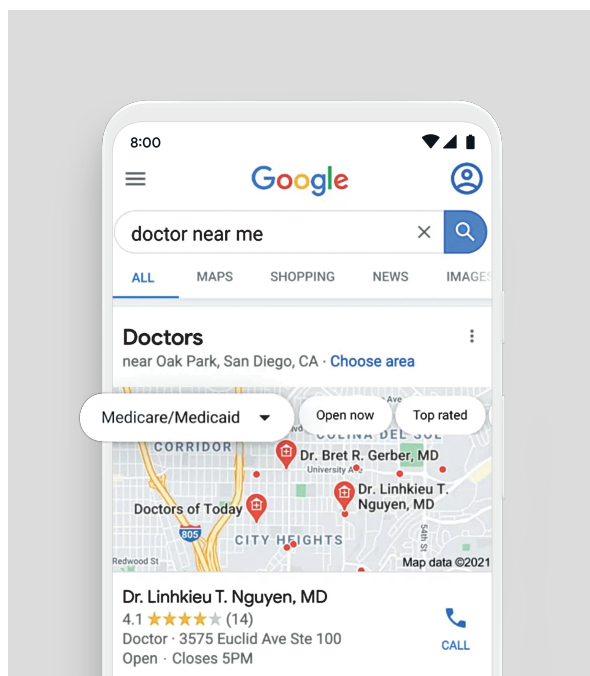 8:00
Google
doctor near me
ALL MAPS SHOPPING NEWS IMAGES
Doctors
near Oak Park, San Diego, CA · Choose area
Medicare/Medicaid Open now Top rated
Ave
COLINA DEL SOL
CORRIDOR
Dr. Bret R. Gerber, MD
University Ave
Dr. Linhkieu T.
Nguyen, MD
Doctors of Today
805
CITY HEIGHTS
54th St
Redwood St
Map data ©2021
Dr. Linhkieu T. Nguyen, MD
4.1 ★★★★★ (14)
Doctor · 3575 Euclid Ave Ste 100
CALL
Open · Closes 5PM